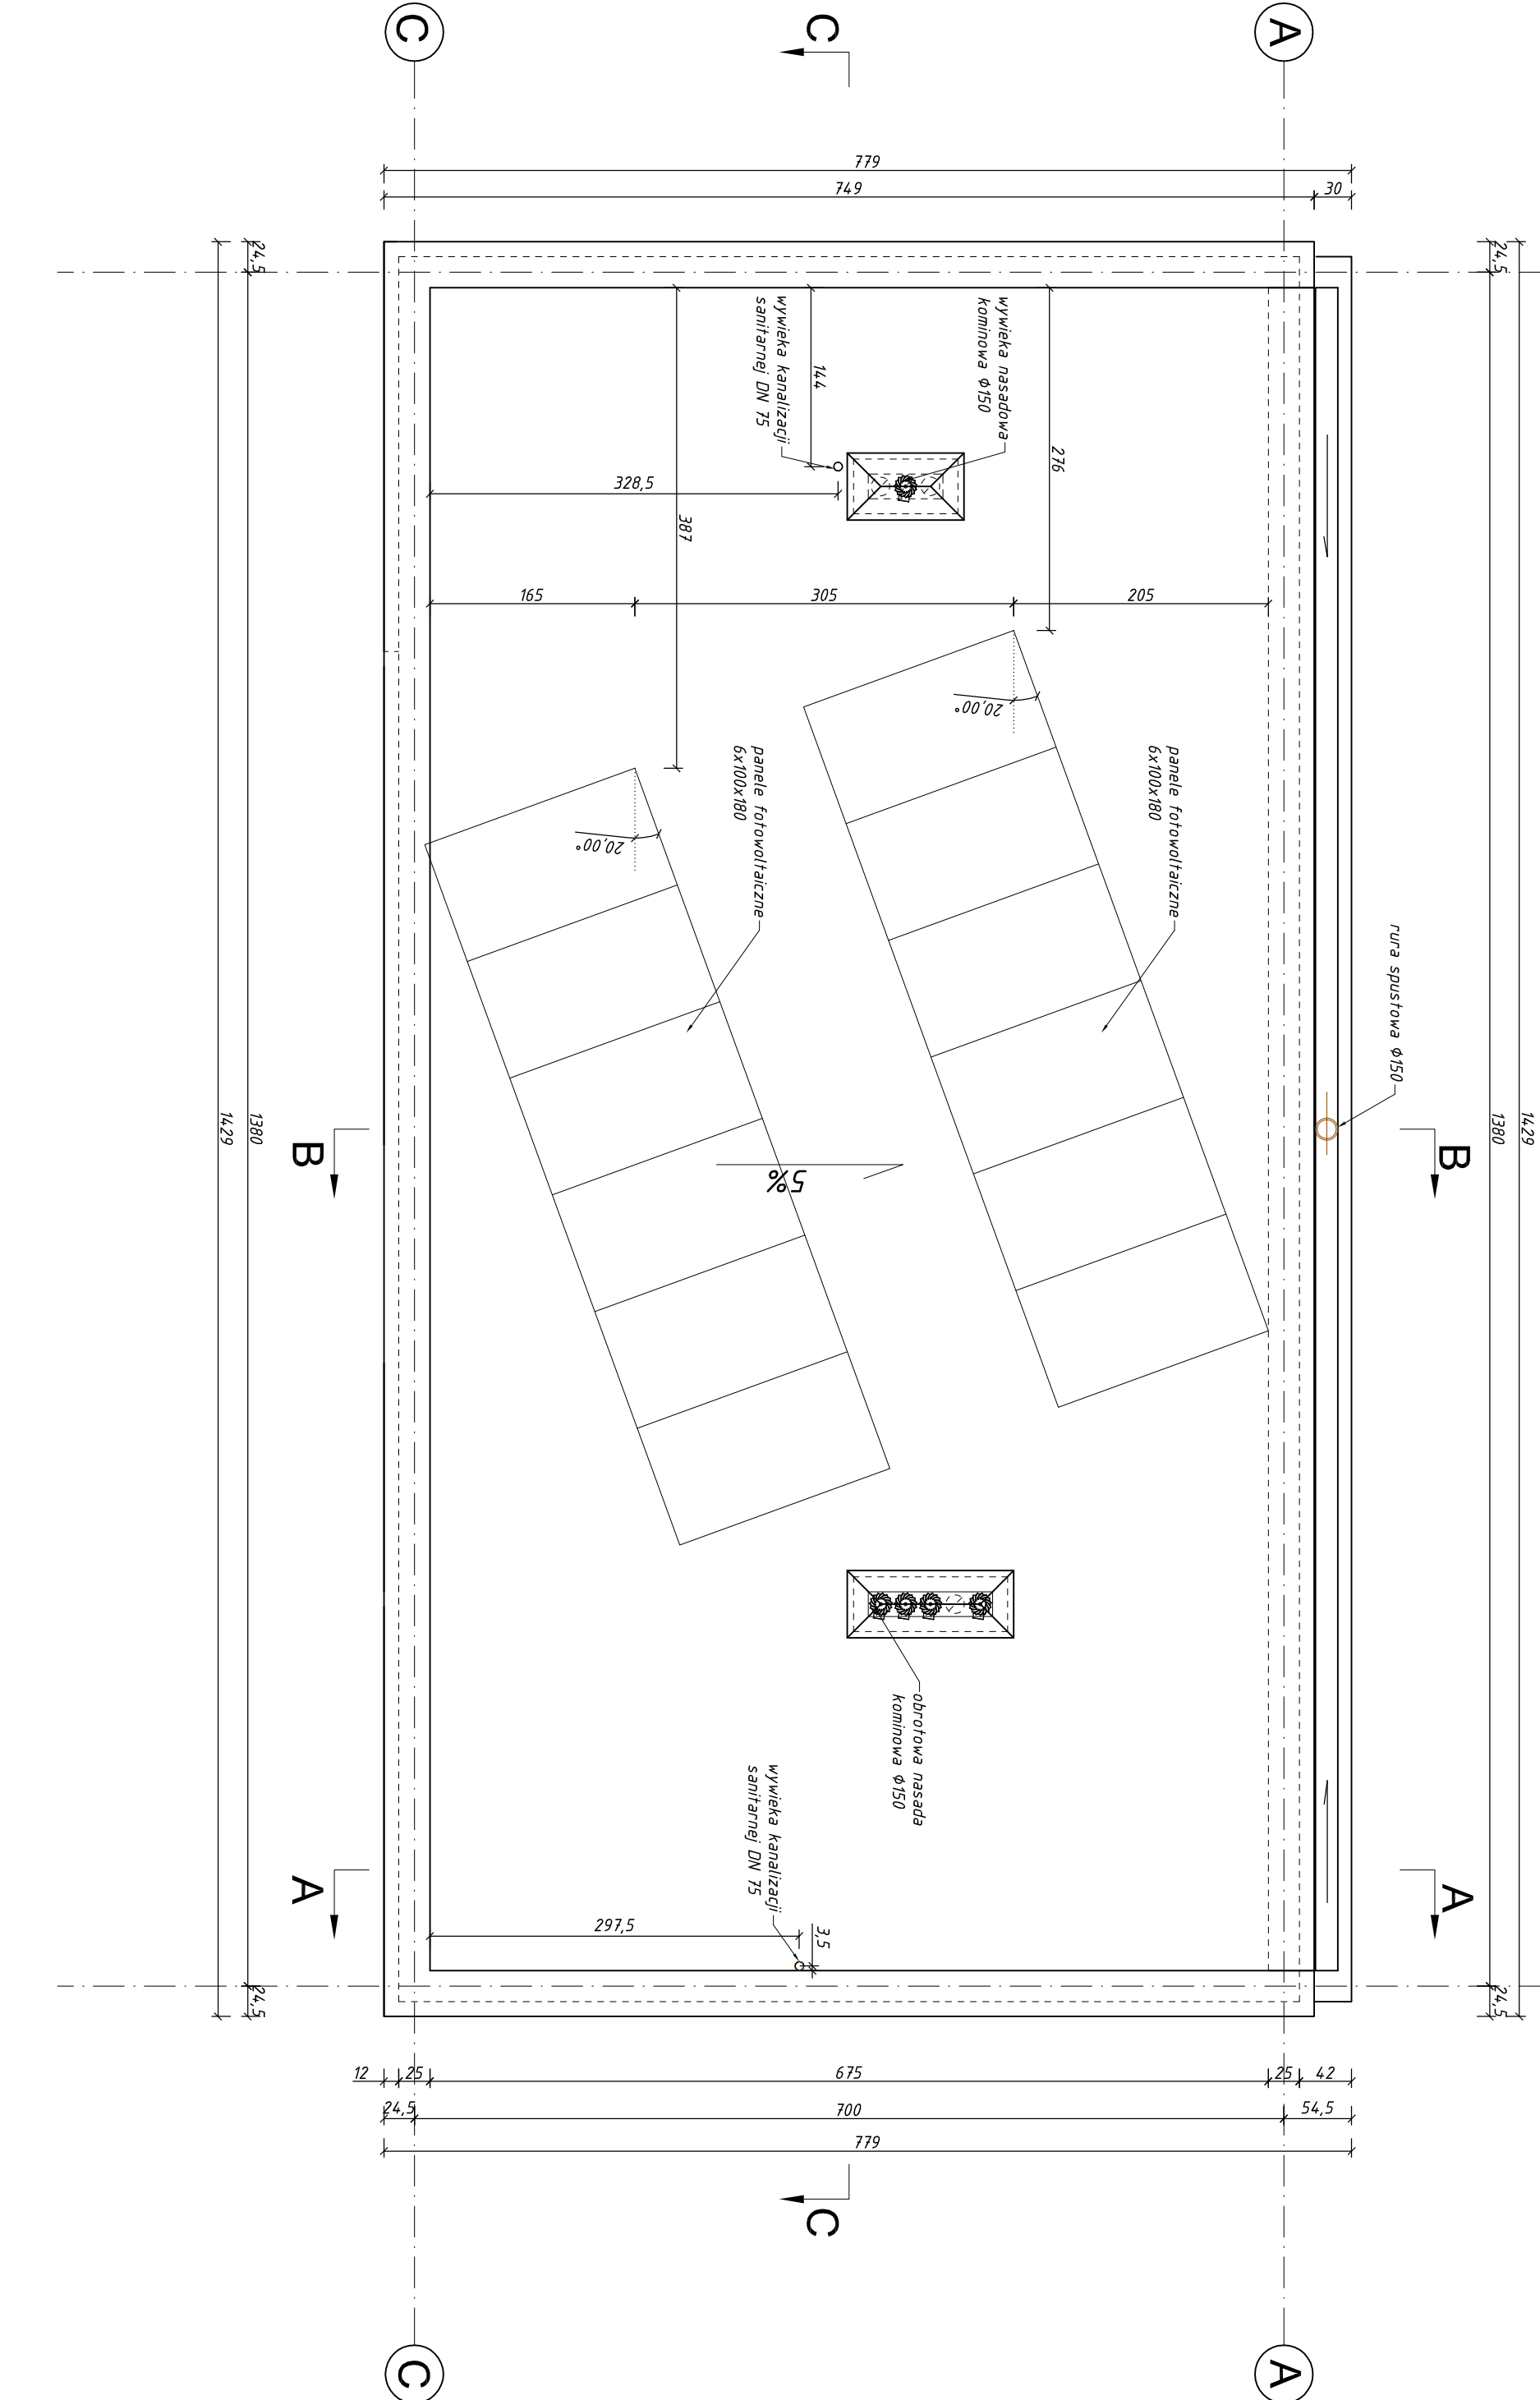 C
C
A
779
749
30
24,5
24,5
1429
1380
1380
1429
wywieka kanalizacji
sanitarnej DN 75
144
wywieka nasadowa
kominowa Φ150
276
328,5
387
165
305
205
20,00°
20,00°
panele fotowoltaiczne
6x100x180
panele fotowoltaiczne
6x100x180
rura spustowa Φ150
B
B
5%
obrotowa nasada
kominowa Φ150
wywieka kanalizacji
sanitarnej DN 75
A
A
297,5
3,5
24,5
24,5
12
25
675
25
42
24,5
700
54,5
779
C
C
A